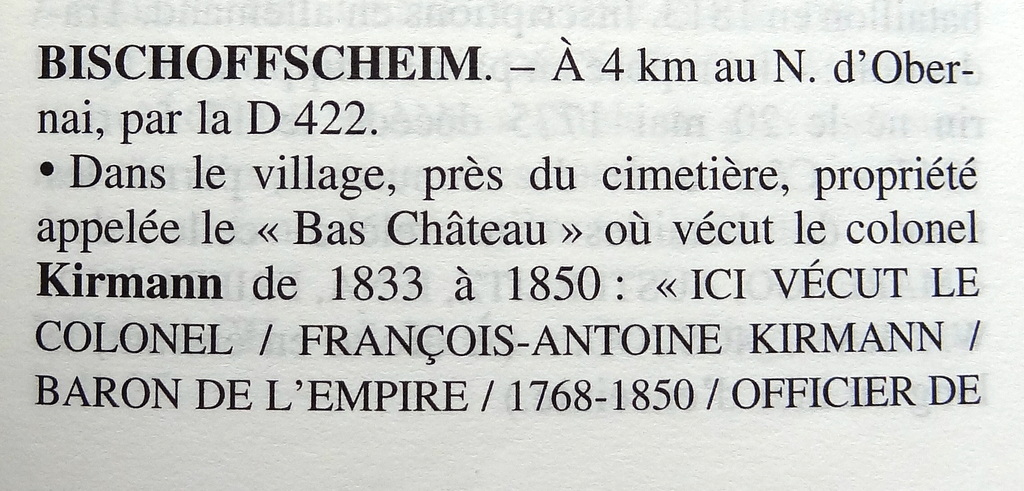 BISCHOFFSCHEIM. – À 4 km au N. d'Ober-
nai, par la D 422.
• Dans le village, près du cimetière, propriété
appelée le « Bas Château » où vécut le colonel
Kirmann de 1833 à 1850 : « ICI VÉCUT LE
COLONEL / FRANÇOIS-ANTOINE KIRMANN /
BARON DE L'EMPIRE / 1768-1850 / OFFICIER DE